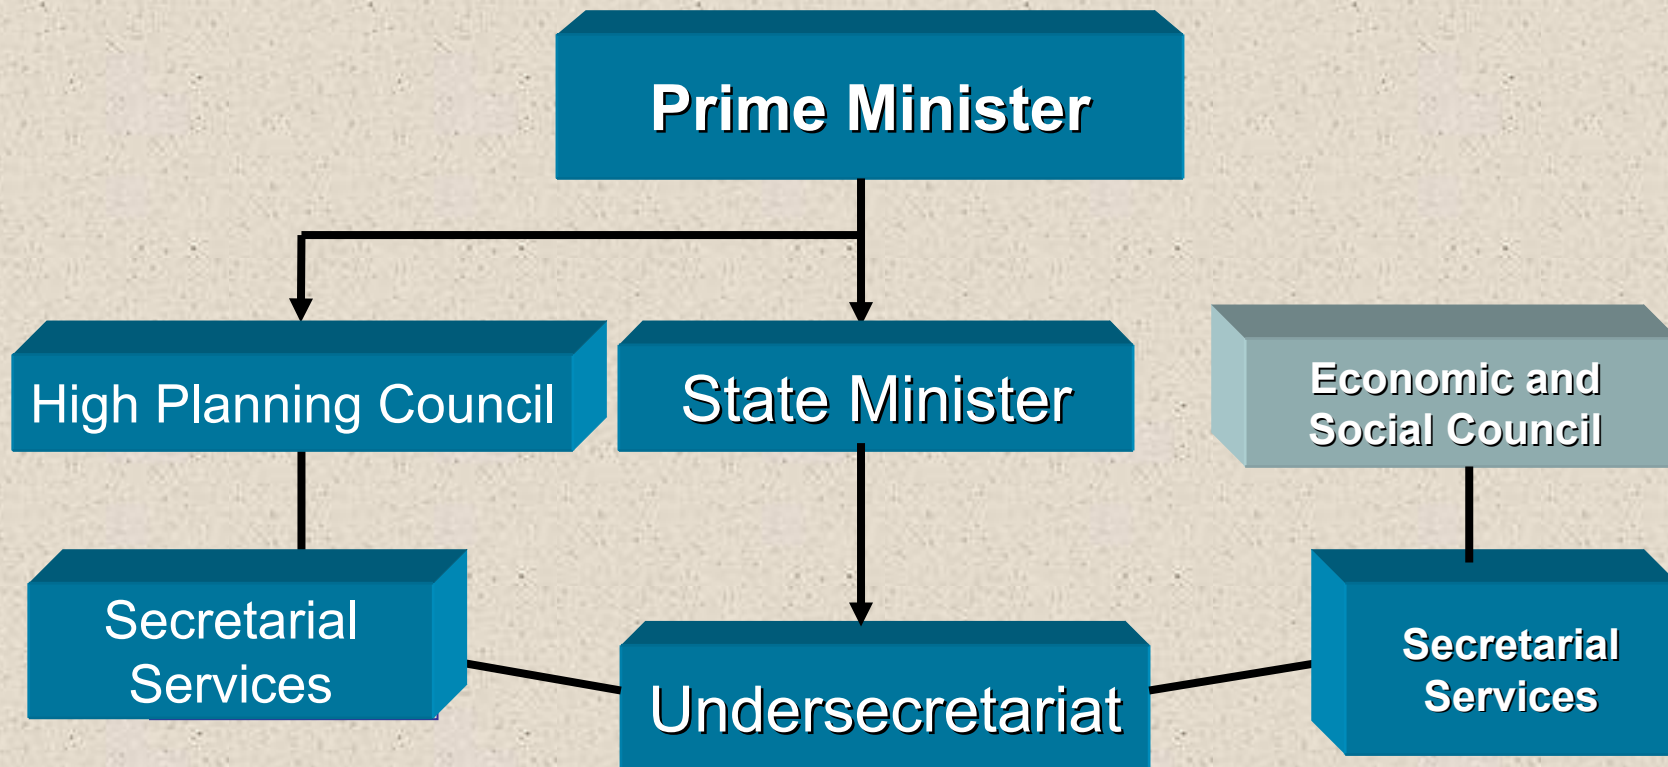 Prime Minister
High Planning Council
State Minister
Economic and
Social Council
Secretarial
Services
Undersecretariat
Secretarial
Services